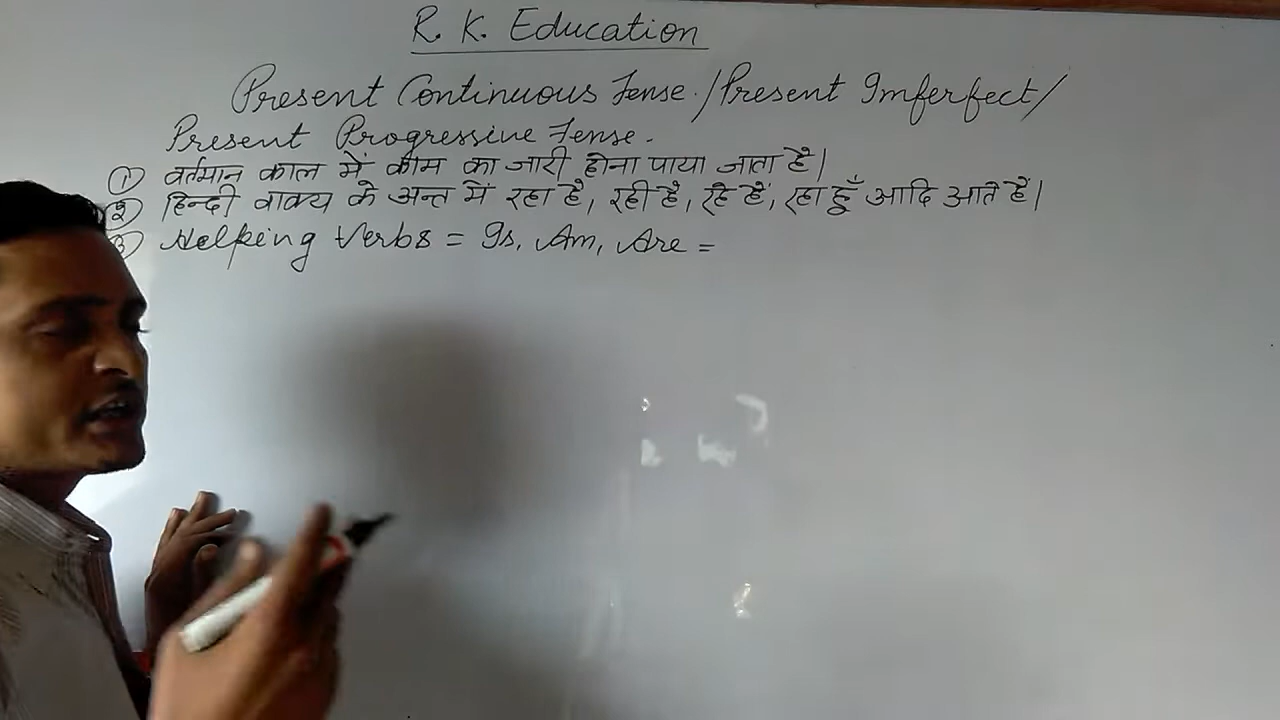 R. K. Education
Present Continuous Tense. / Present Imferfect /
Present Progressive Tense.
① वर्तमान काल में काम का जारी होना पाया जाता है।
② हिन्दी वाक्य के अन्त में रहा है, रही है, रहे हैं, रहा हूँ आदि आते हैं।
③ Helping Verbs = Is, Am, Are =